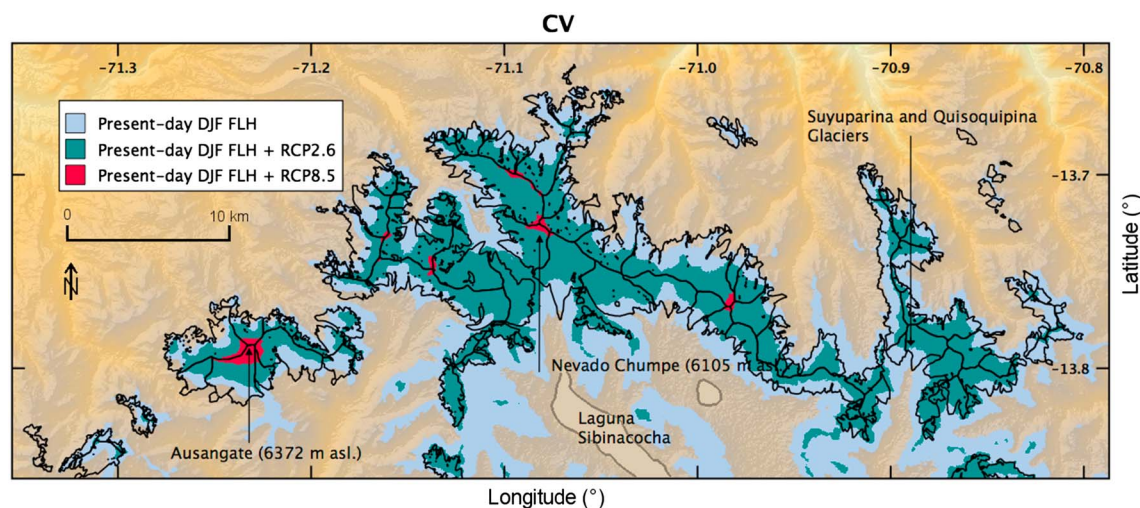 CV
-71.3
-71.2
-71.1
-71.0
-70.9
-70.8
Present-day DJF FLH
Present-day DJF FLH + RCP2.6
Present-day DJF FLH + RCP8.5
0
10 km
N
Suyuparina and Quisoquipina
Glaciers
-13.7
Latitude (°)
-13.8
Nevado Chumpe (6105 m asl.)
Laguna
Sibinacocha
Ausangate (6372 m asl.)
Longitude (°)